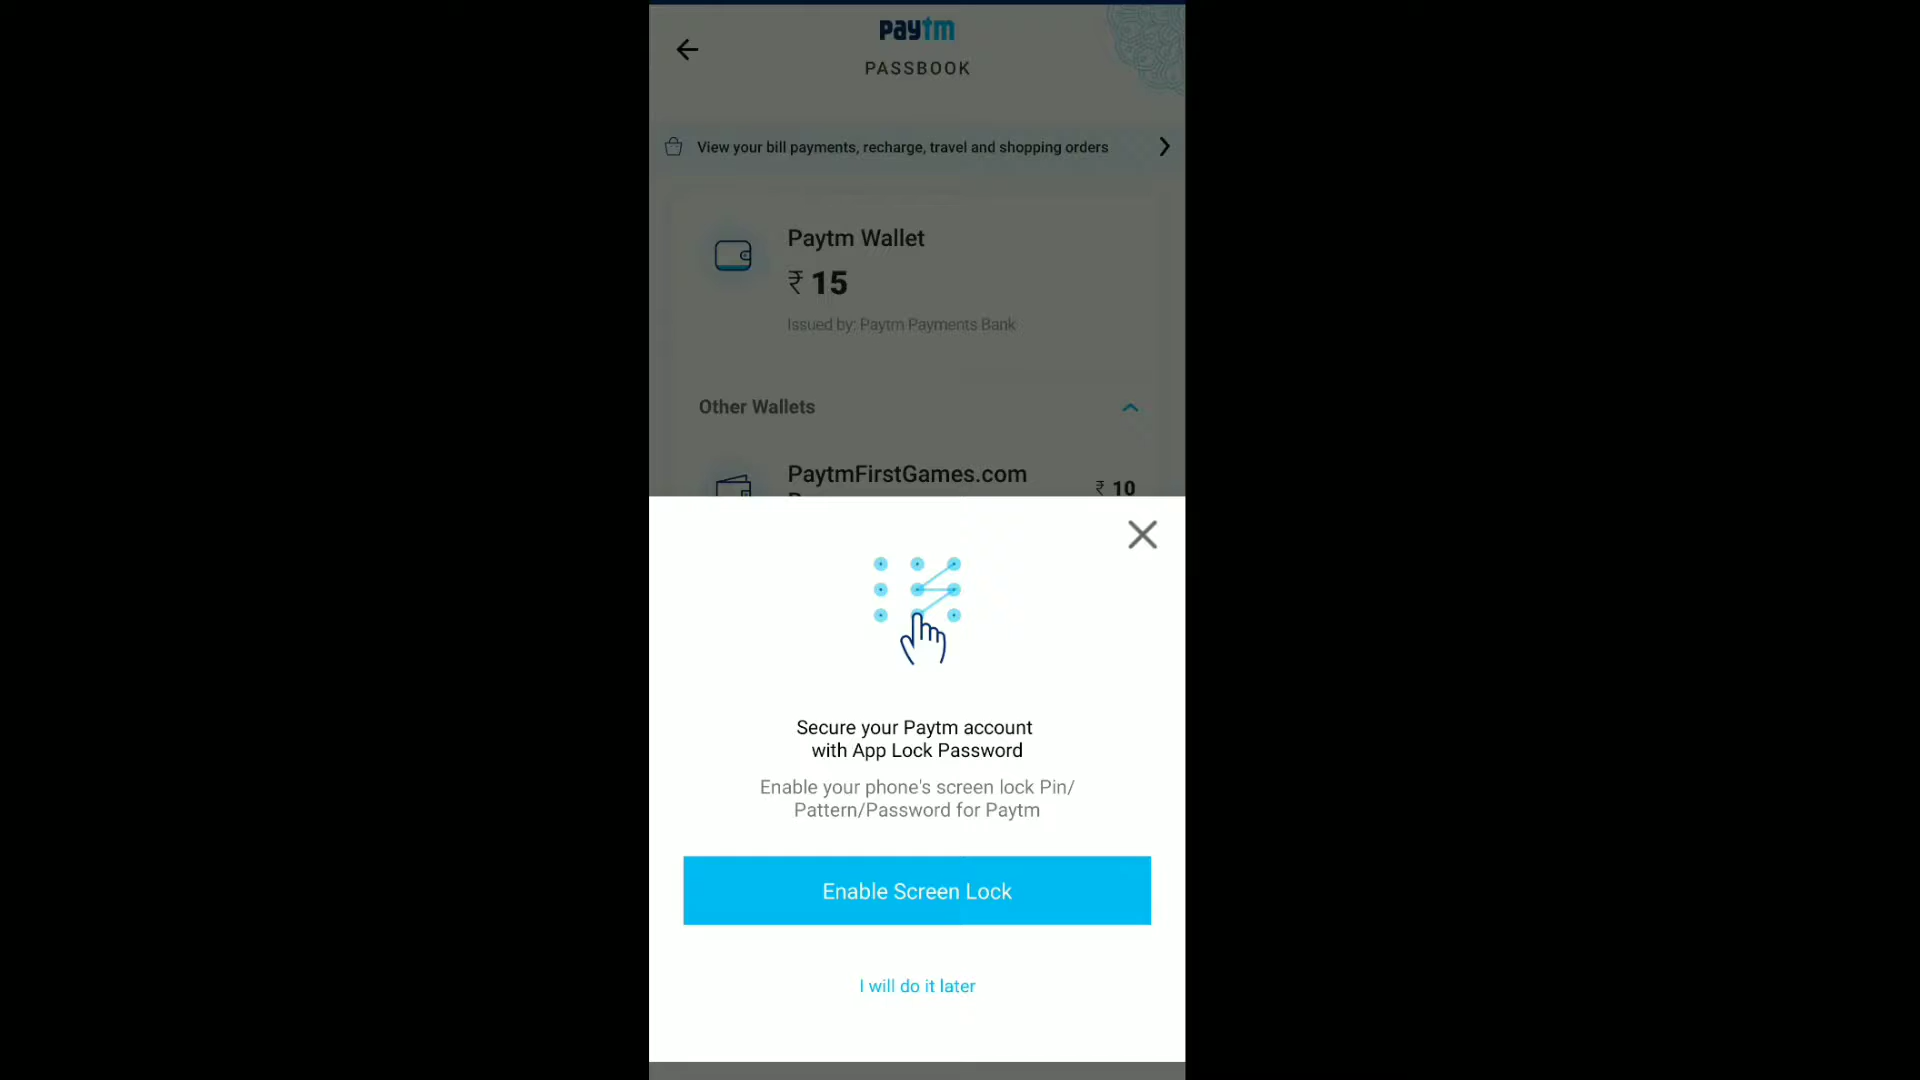 paytm
PASSBOOK
View your bill payments, recharge, travel and shopping orders
Paytm Wallet
₹ 15
Issued by: Paytm Payments Bank
Other Wallets
PaytmFirstGames.com
₹ 10
Secure your Paytm account
with App Lock Password
Enable your phone's screen lock Pin/
Pattern/Password for Paytm
Enable Screen Lock
I will do it later